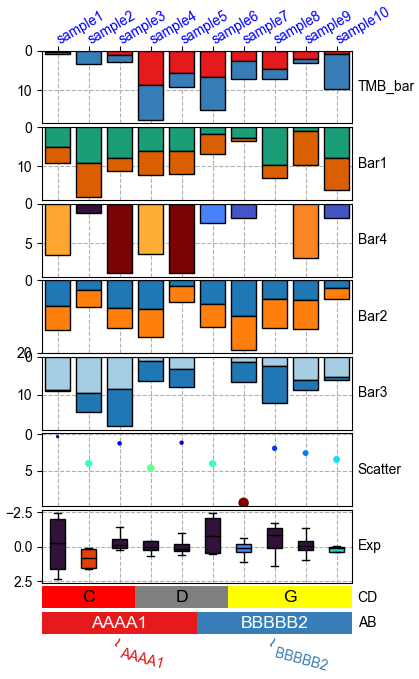 sample1 sample2 sample3 sample4 sample5 sample6 sample7 sample8 sample9 sample10
0
10
TMB_bar
0
10
Bar1
0
5
Bar4
0
20
Bar2
0
10
Bar3
0
5
Scatter
−2.5
0.0
2.5
Exp
C D G CD
AAAA1 BBBBB2 AB
~ AAAA1 ~ BBBBB2